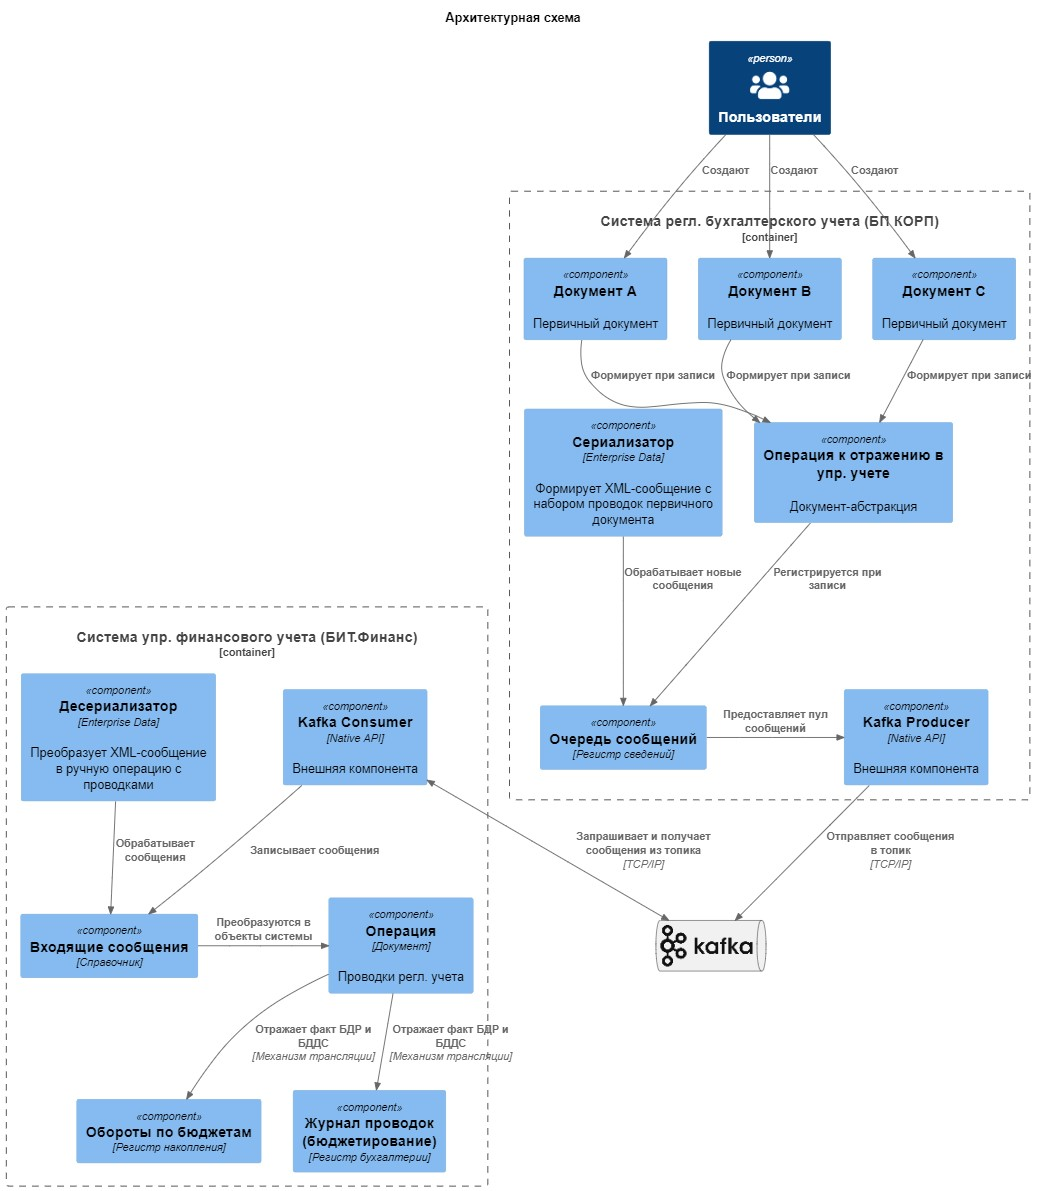 Архитектурная схема
«person»
Пользователи
Создают
Создают
Создают
Система регл. бухгалтерского учета (БП КОРП)
[container]
«component»
Документ A
Первичный документ
«component»
Документ B
Первичный документ
«component»
Документ C
Первичный документ
Формирует при записи
Формирует при записи
Формирует при записи
«component»
Сериализатор
[Enterprise Data]
Формирует XML-сообщение с
набором проводок первичного
документа
«component»
Операция к отражению в
упр. учете
Документ-абстракция
Обрабатывает новые
сообщения
Регистрируется при
записи
«component»
Очередь сообщений
[Регистр сведений]
Предоставляет пул
сообщений
«component»
Kafka Producer
[Native API]
Внешняя компонента
Система упр. финансового учета (БИТ.Финанс)
[container]
«component»
Десериализатор
[Enterprise Data]
Преобразует XML-сообщение
в ручную операцию с
проводками
«component»
Kafka Consumer
[Native API]
Внешняя компонента
Обрабатывает
сообщения
Записывает сообщения
Запрашивает и получает
сообщения из топика
[TCP/IP]
Отправляет сообщения
в топик
[TCP/IP]
kafka
«component»
Входящие сообщения
[Справочник]
Преобразуются в
объекты системы
«component»
Операция
[Документ]
Проводки регл. учета
Отражает факт БДР и
БДДС
[Механизм трансляции]
Отражает факт БДР и
БДДС
[Механизм трансляции]
«component»
Обороты по бюджетам
[Регистр накопления]
«component»
Журнал проводок
(бюджетирование)
[Регистр бухгалтерии]